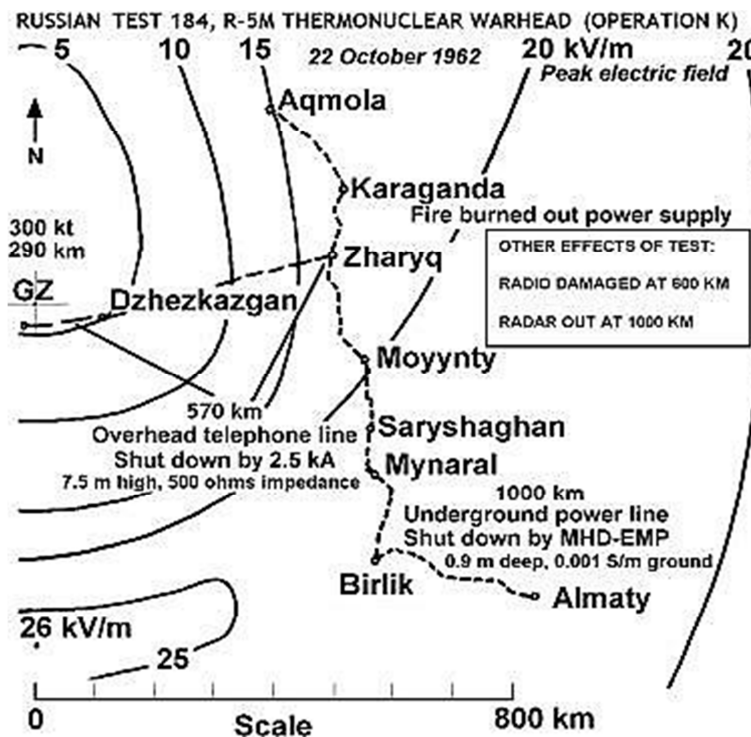 RUSSIAN TEST 184, R-5M THERMONUCLEAR WARHEAD (OPERATION K)
5 10 15 22 October 1962 20 kV/m 20
Peak electric field
Aqmola
N
Karaganda
300 kt
290 km
Fire burned out power supply
OTHER EFFECTS OF TEST:
RADIO DAMAGED AT 600 KM
RADAR OUT AT 1000 KM
Zharyq
GZ
Dzhezkazgan
Moyynty
570 km
Overhead telephone line
Shut down by 2.5 kA
7.5 m high, 500 ohms impedance
Saryshaghan
Mynaral
1000 km
Underground power line
Shut down by MHD-EMP
0.9 m deep, 0.001 S/m ground
Birlik
Almaty
26 kV/m
25
0 Scale 800 km